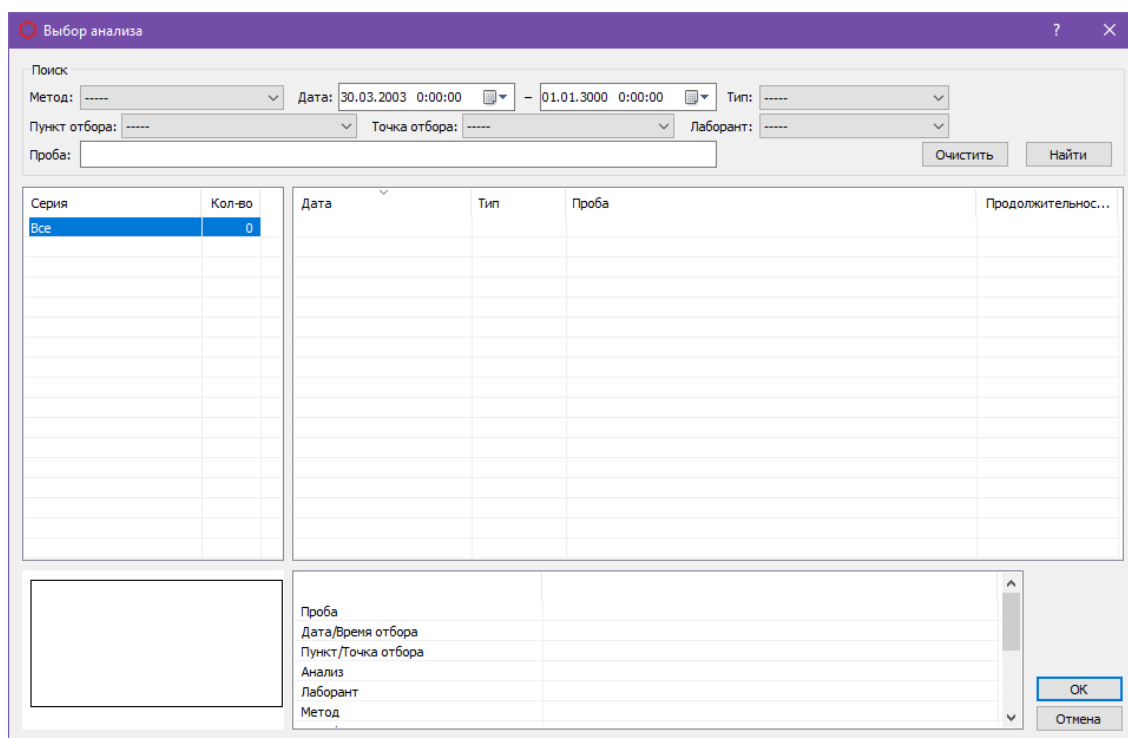 Выбор анализа ?
Поиск
Метод: ----- Дата: 30.03.2003 0:00:00 – 01.01.3000 0:00:00 Тип: -----
Пункт отбора: ----- Точка отбора: ----- Лаборант: -----
Проба: Очистить Найти
Серия Кол-во Дата Тип Проба Продолжительнос...
Все 0
Проба
Дата/Время отбора
Пункт/Точка отбора
Анализ
Лаборант
Метод
OK
Отмена